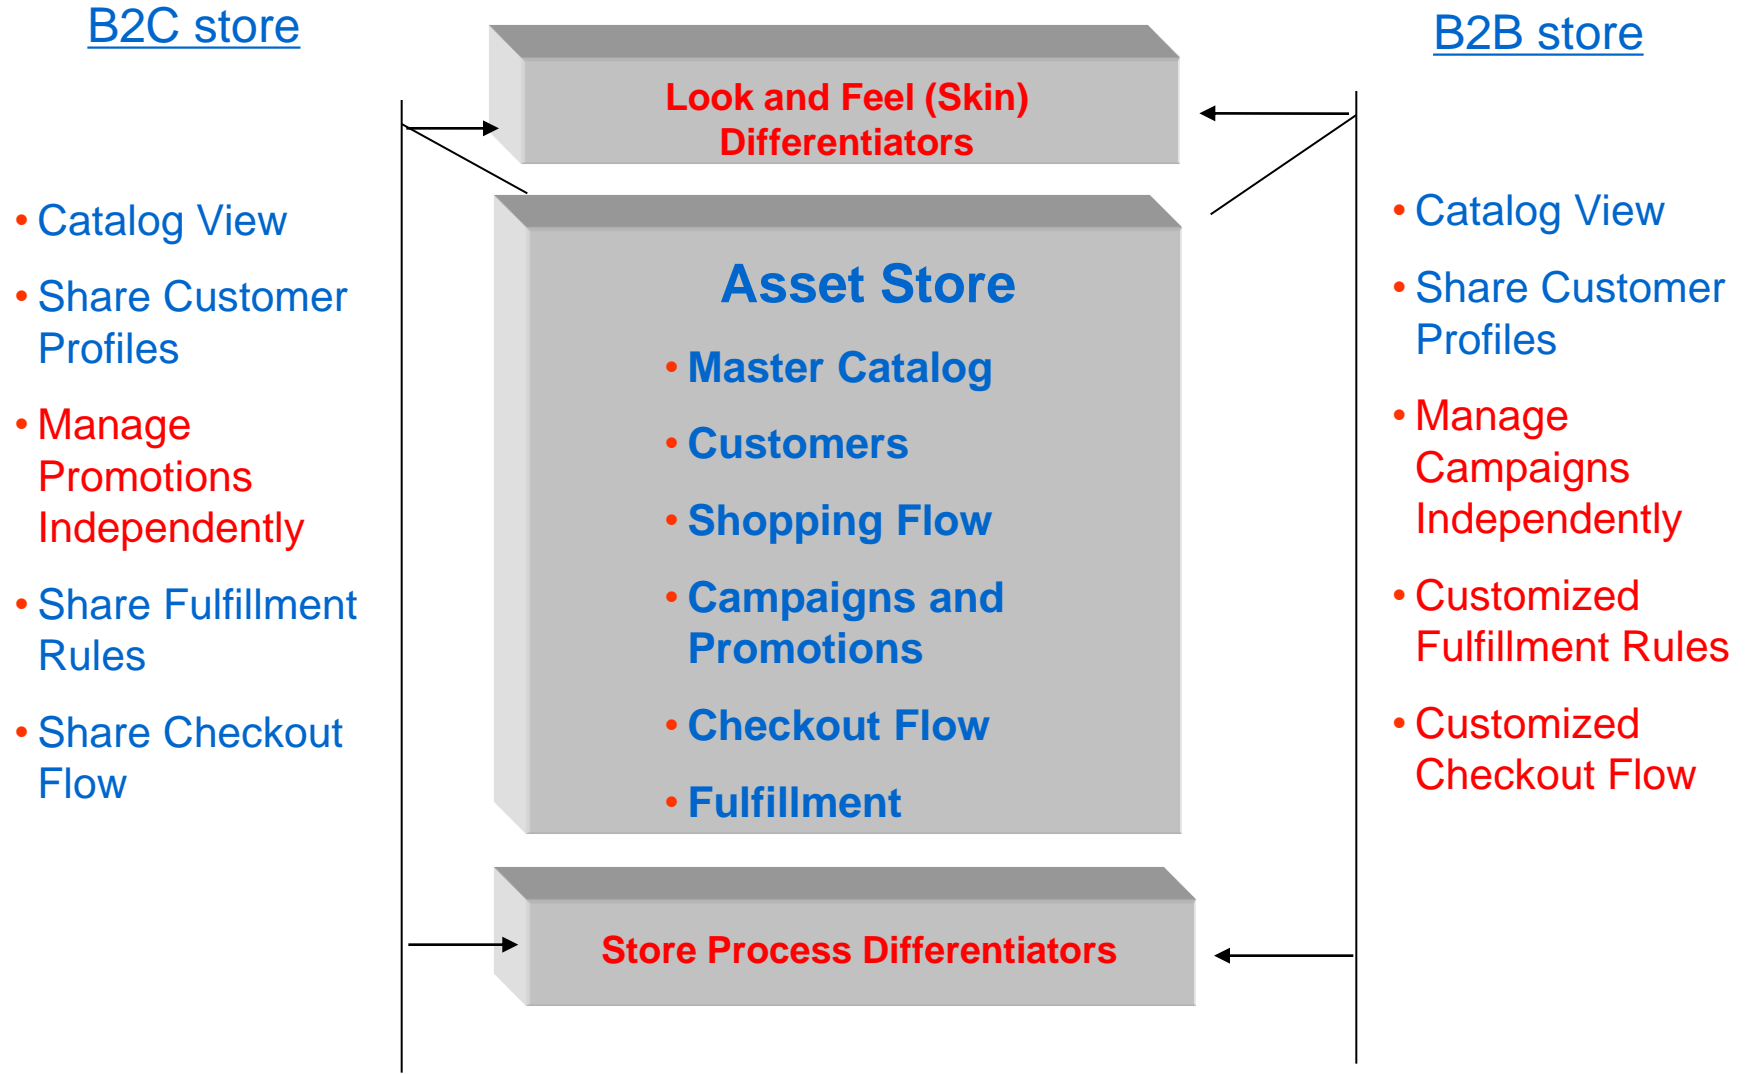 B2C store
• Catalog View
• Share Customer
Profiles
• Manage
Promotions
Independently
• Share Fulfillment
Rules
• Share Checkout
Flow
Look and Feel (Skin)
Differentiators
Asset Store
• Master Catalog
• Customers
• Shopping Flow
• Campaigns and
Promotions
• Checkout Flow
• Fulfillment
Store Process Differentiators
B2B store
• Catalog View
• Share Customer
Profiles
• Manage
Campaigns
Independently
• Customized
Fulfillment Rules
• Customized
Checkout Flow